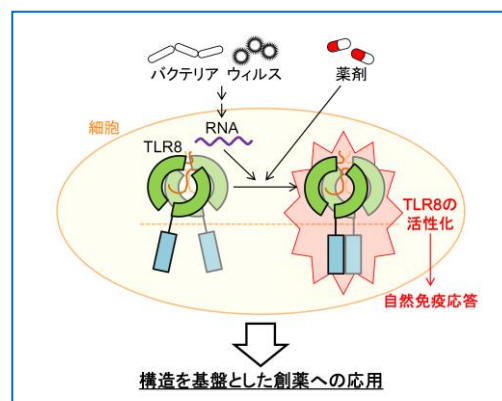 バクテリア ウィルス
薬剤
細胞
RNA
TLR8
TLR8の
活性化
自然免疫応答
構造を基盤とした創薬への応用